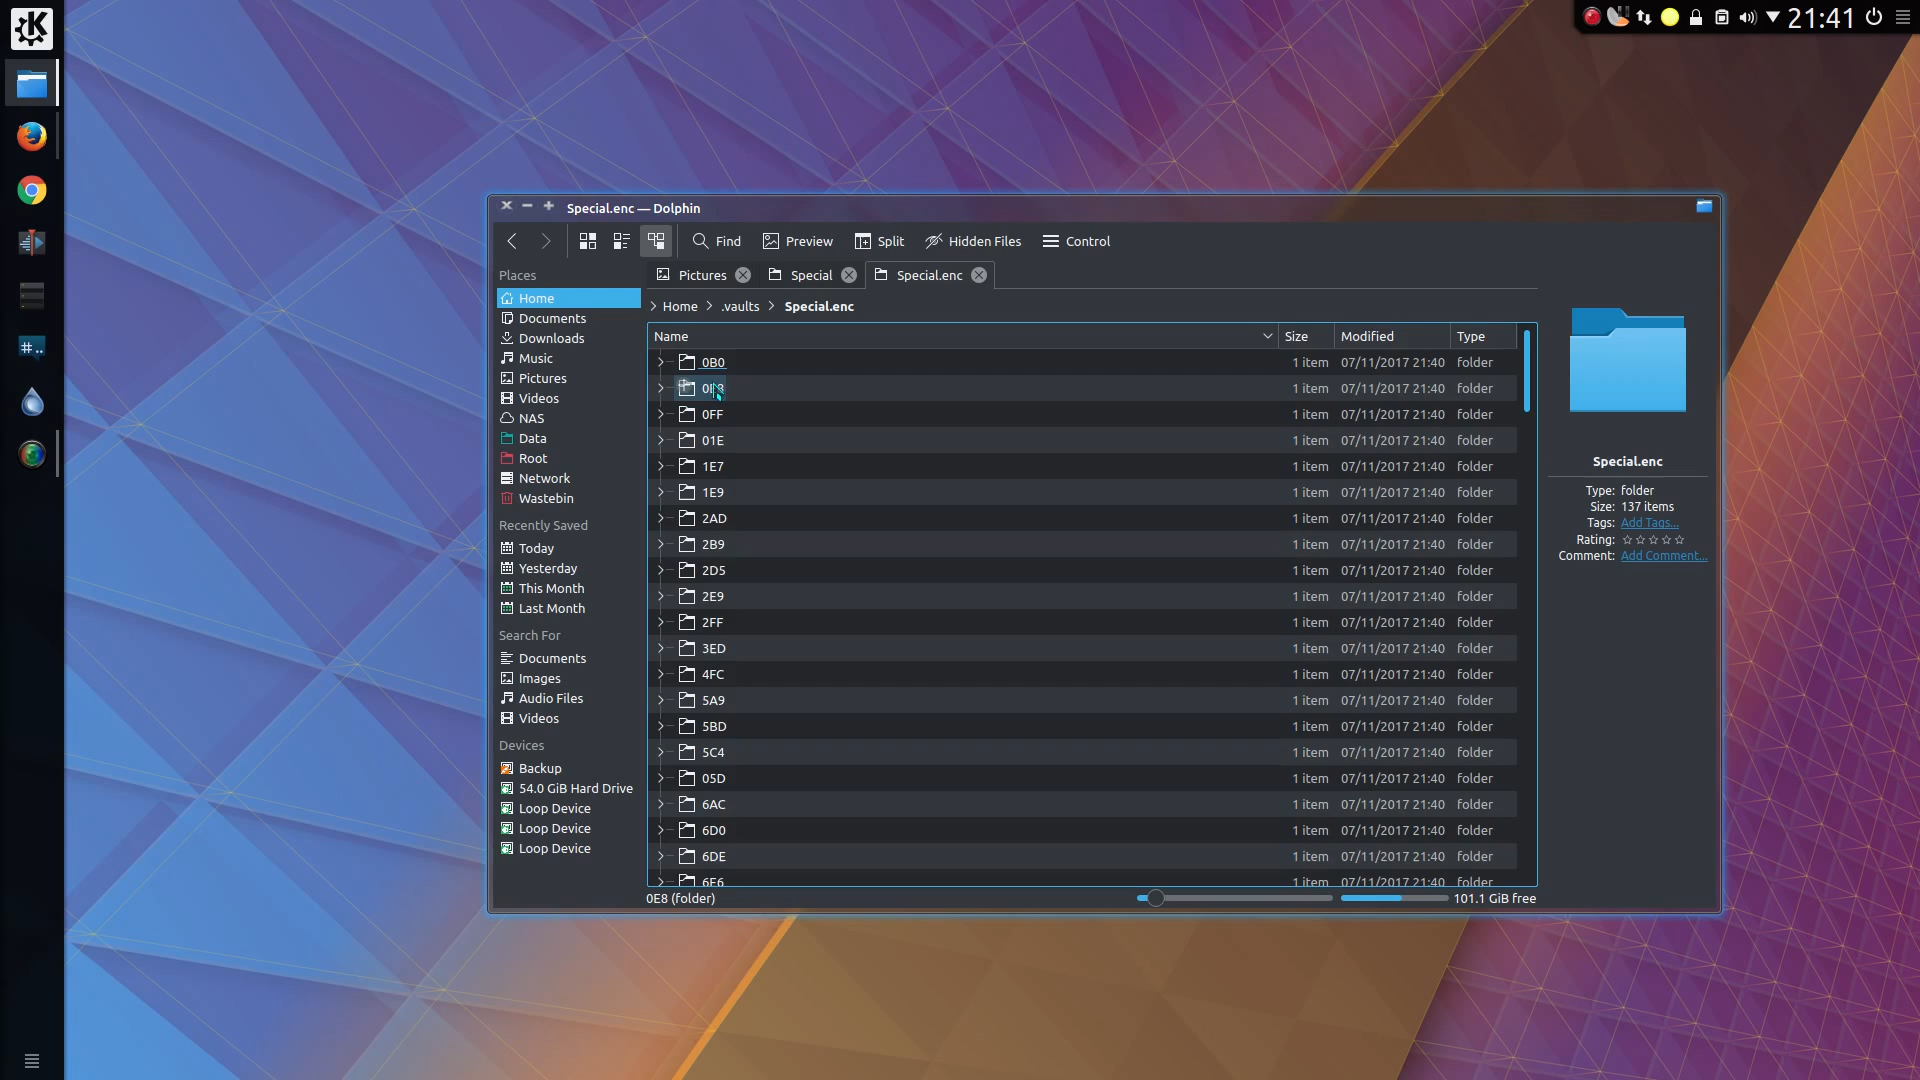 21:41
Special.enc — Dolphin
Find Preview Split Hidden Files Control
Places
Home
Documents
Downloads
Music
Pictures
Videos
NAS
Data
Root
Network
Wastebin
Recently Saved
Today
Yesterday
This Month
Last Month
Search For
Documents
Images
Audio Files
Videos
Devices
Backup
54.0 GiB Hard Drive
Loop Device
Loop Device
Loop Device
Pictures Special Special.enc
Home .vaults Special.enc
Name Size Modified Type
0B0 1 item 07/11/2017 21:40 folder
1 item 07/11/2017 21:40 folder
0FF 1 item 07/11/2017 21:40 folder
01E 1 item 07/11/2017 21:40 folder
1E7 1 item 07/11/2017 21:40 folder
1E9 1 item 07/11/2017 21:40 folder
2AD 1 item 07/11/2017 21:40 folder
2B9 1 item 07/11/2017 21:40 folder
2D5 1 item 07/11/2017 21:40 folder
2E9 1 item 07/11/2017 21:40 folder
2FF 1 item 07/11/2017 21:40 folder
3ED 1 item 07/11/2017 21:40 folder
4FC 1 item 07/11/2017 21:40 folder
5A9 1 item 07/11/2017 21:40 folder
5BD 1 item 07/11/2017 21:40 folder
5C4 1 item 07/11/2017 21:40 folder
05D 1 item 07/11/2017 21:40 folder
6AC 1 item 07/11/2017 21:40 folder
6D0 1 item 07/11/2017 21:40 folder
6DE 1 item 07/11/2017 21:40 folder
1 item 07/11/2017 21:40 folder
0E8 (folder) 101.1 GiB free
Special.enc
Type: folder
Size: 137 items
Tags: Add Tags...
Rating:
Comment: Add Comment...